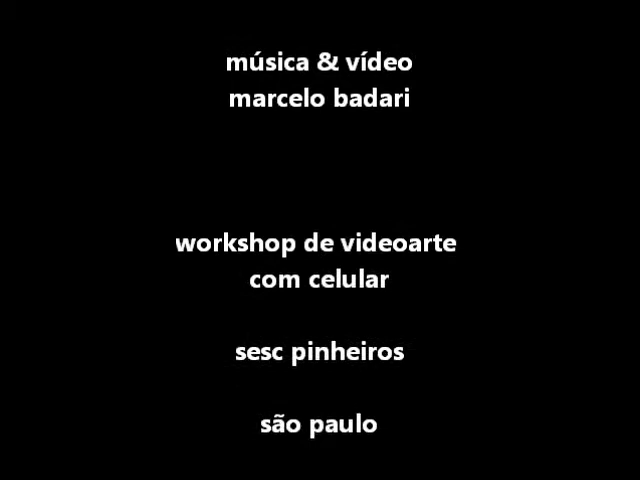 música & vídeo
marcelo badari
workshop de videoarte
com celular
sesc pinheiros
são paulo